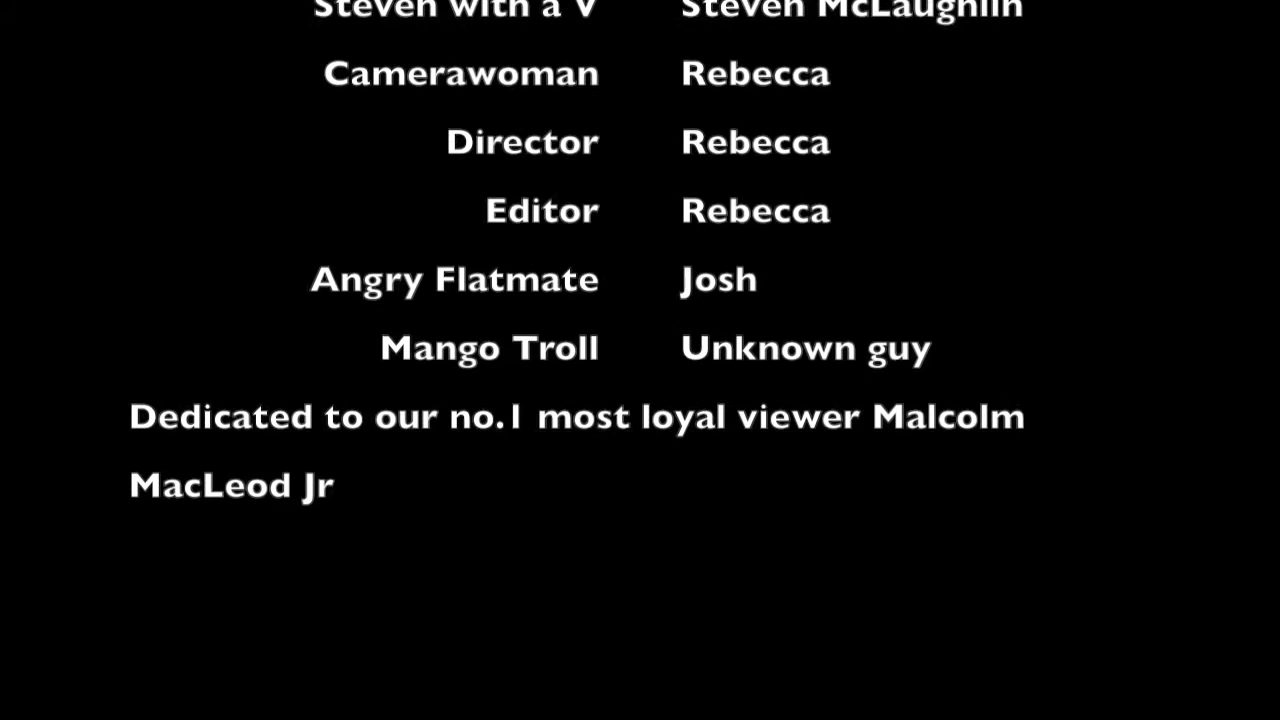 Steven with a V Steven McLaughlin
Camerawoman Rebecca
Director Rebecca
Editor Rebecca
Angry Flatmate Josh
Mango Troll Unknown guy
Dedicated to our no.1 most loyal viewer Malcolm
MacLeod Jr